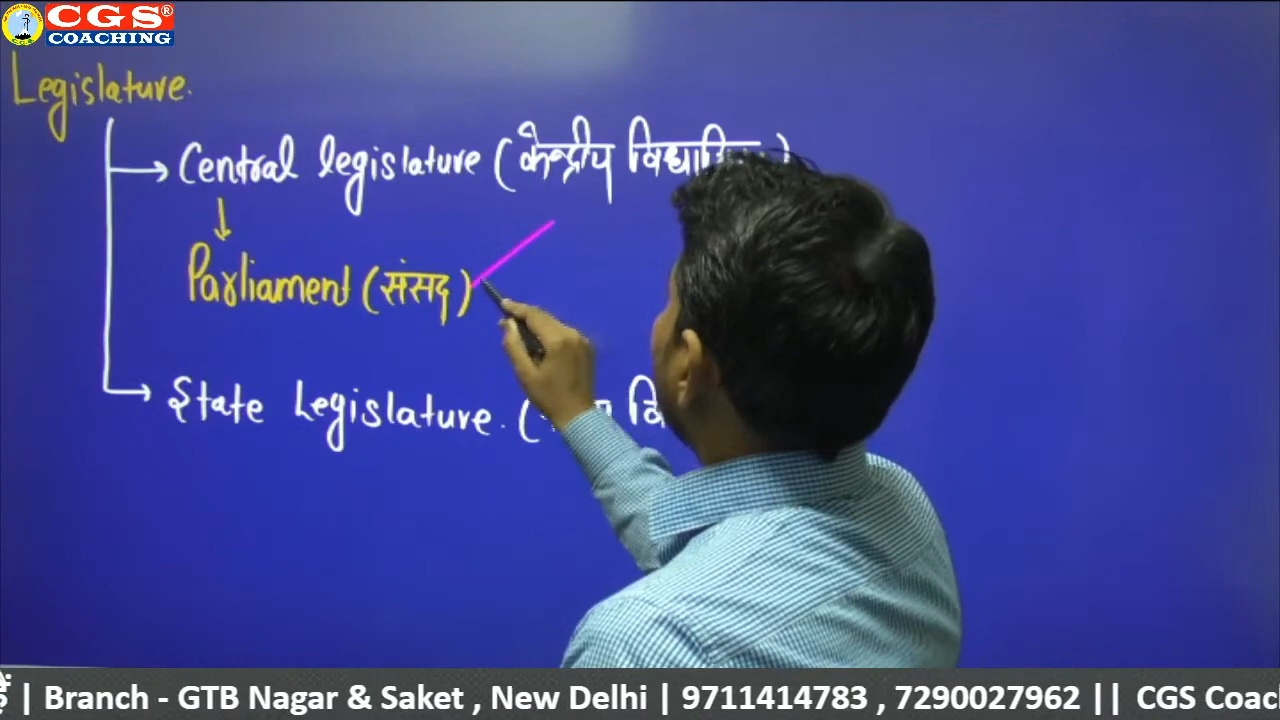 CGS®
COACHING
Legislature.
Central legislature (केन्द्रीय
Parliament (संसद)
State Legislature. (
| Branch - GTB Nagar & Saket , New Delhi | 9711414783 , 7290027962 || CGS Coac